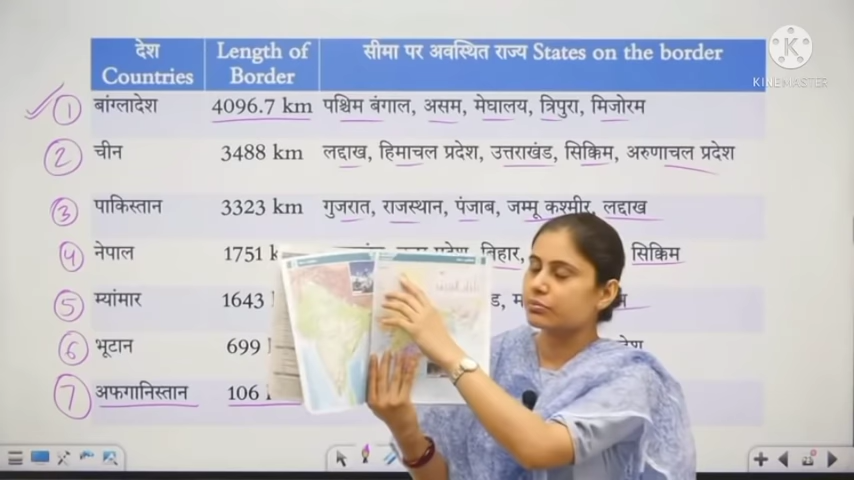 देश
Countries
Length of
Border
सीमा पर अवस्थित राज्य States on the border
KINEMASTER
1 बांग्लादेश 4096.7 km पश्चिम बंगाल, असम, मेघालय, त्रिपुरा, मिजोरम
2 चीन 3488 km लद्दाख, हिमाचल प्रदेश, उत्तराखंड, सिक्किम, अरुणाचल प्रदेश
3 पाकिस्तान 3323 km गुजरात, राजस्थान, पंजाब, जम्मू कश्मीर, लद्दाख
4 नेपाल 1751 सिक्किम
5 म्यांमार 1643
6 भूटान 699
7 अफगानिस्तान 106